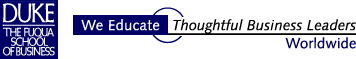 DUKE
THE FUQUA
SCHOOL
OF BUSINESS
We Educate Thoughtful Business Leaders
Worldwide